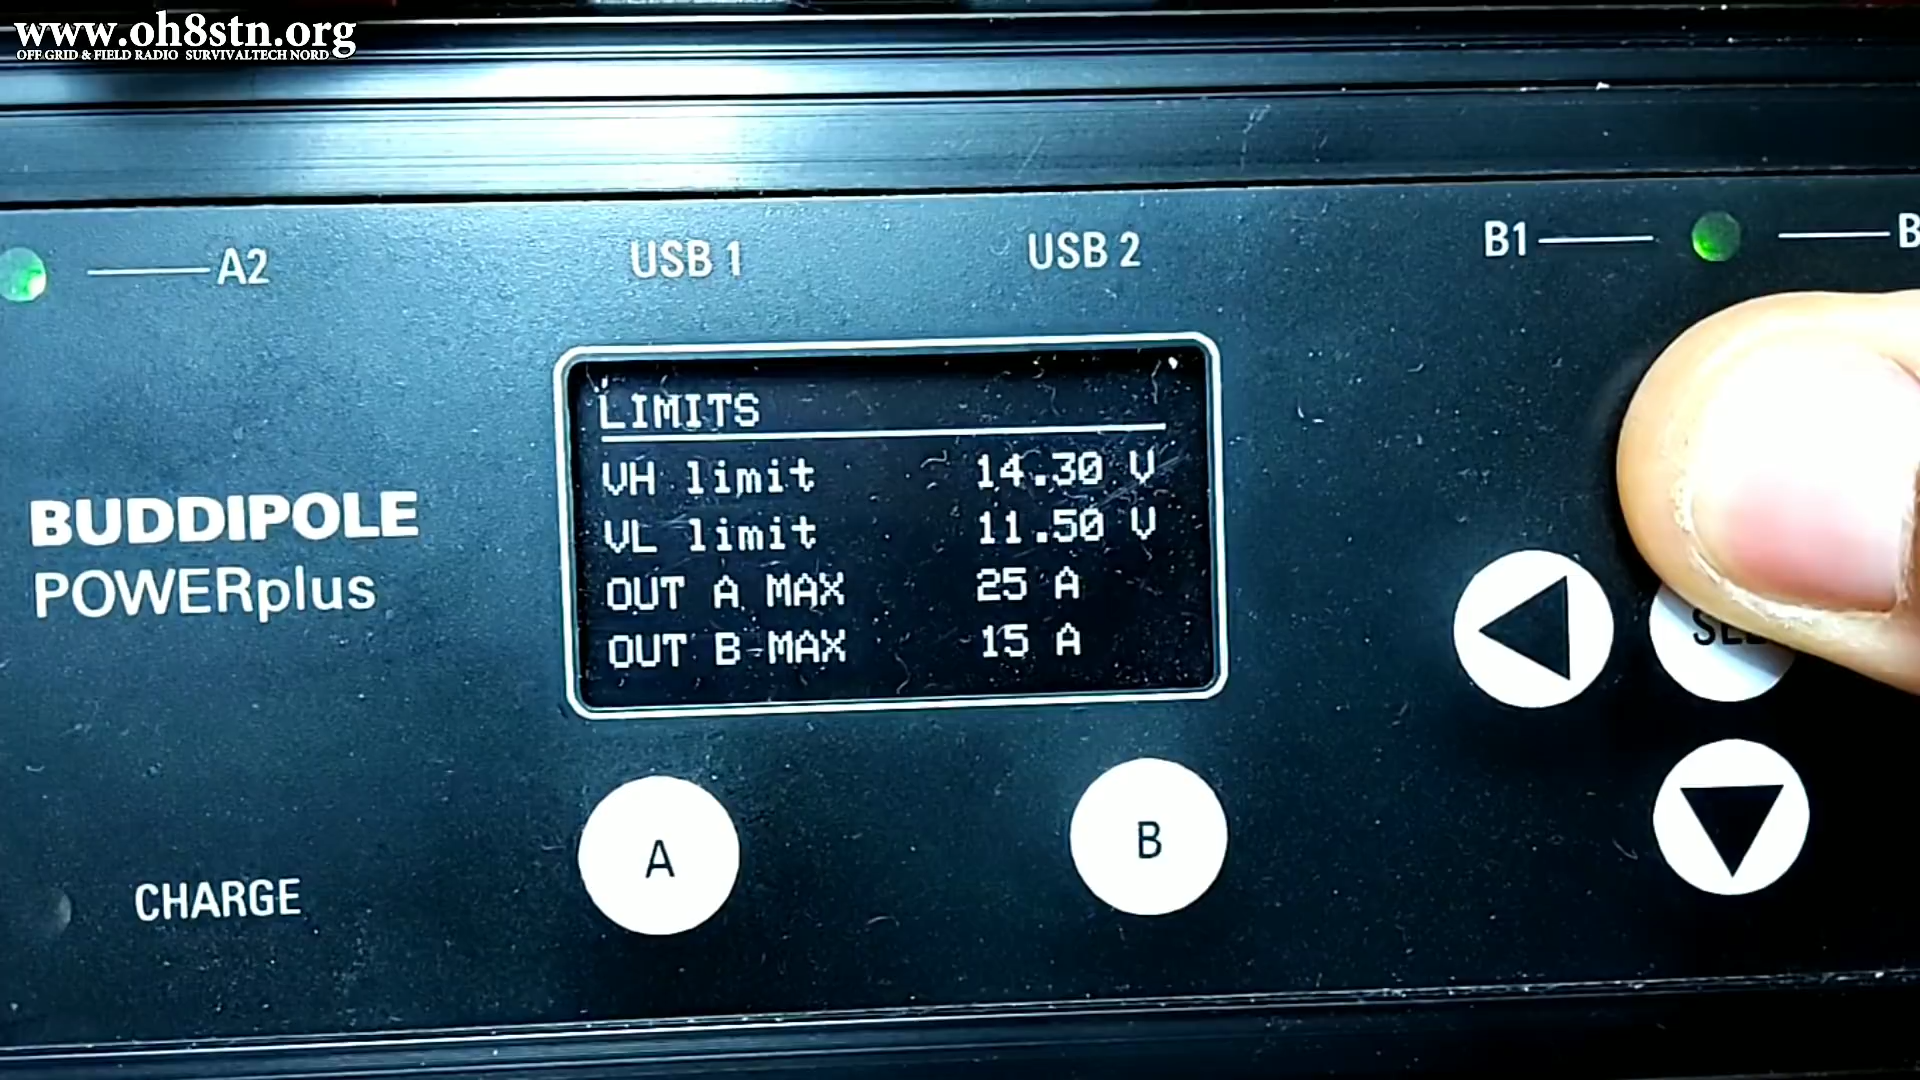 www.oh8stn.org
OFF GRID & FIELD RADIO SURVIVALTECH NORD
A2
USB 1
USB 2
B1
LIMITS
VH limit 14.30 V
VL limit 11.50 V
OUT A MAX 25 A
OUT B MAX 15 A
BUDDIPOLE
POWERplus
A
B
CHARGE